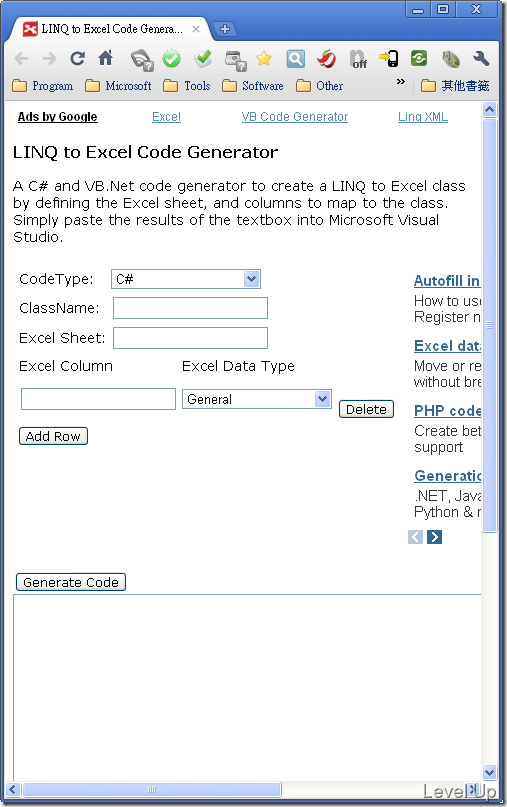 LINQ to Excel Code Genera...
off
Program Microsoft Tools Software Other » 其他書籤
Ads by Google Excel VB Code Generator Linq XML
LINQ to Excel Code Generator
A C# and VB.Net code generator to create a LINQ to Excel class
by defining the Excel sheet, and columns to map to the class.
Simply paste the results of the textbox into Microsoft Visual
Studio.
CodeType: C#
ClassName:
Excel Sheet:
Excel Column Excel Data Type
General Delete
Add Row
Autofill in
How to us
Register n
Excel dat
Move or re
without bre
PHP code
Create bet
support
Generatio
.NET, Java
Python & r
Generate Code
Level Up